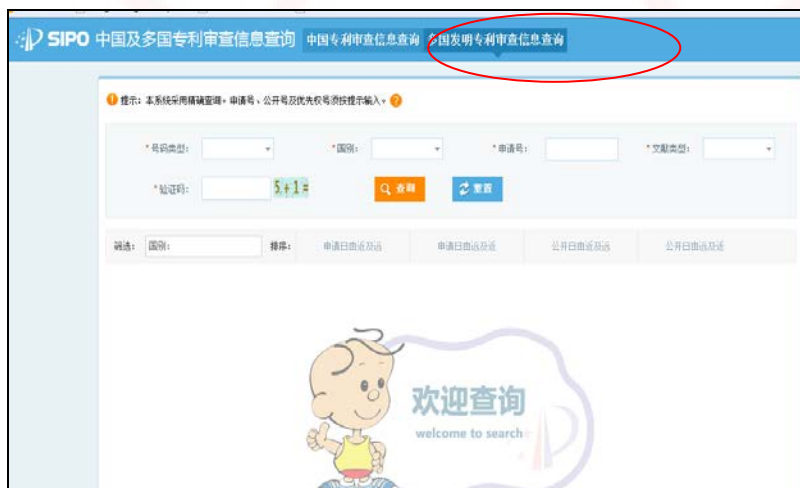 SIPO 中国及多国专利审查信息查询 中国专利审查信息查询 多国发明专利审查信息查询
提示：本系统采用精确查询，申请号、公开号及优先权号须按提示输入。
*号码类型： *国别： *申请号： *文献类型：
*验证码： 5+1= 查询 重置
筛选： 国别： 排序： 申请日由近及远 申请日由远及近 公开日由近及远 公开日由远及近
欢迎查询
welcome to search